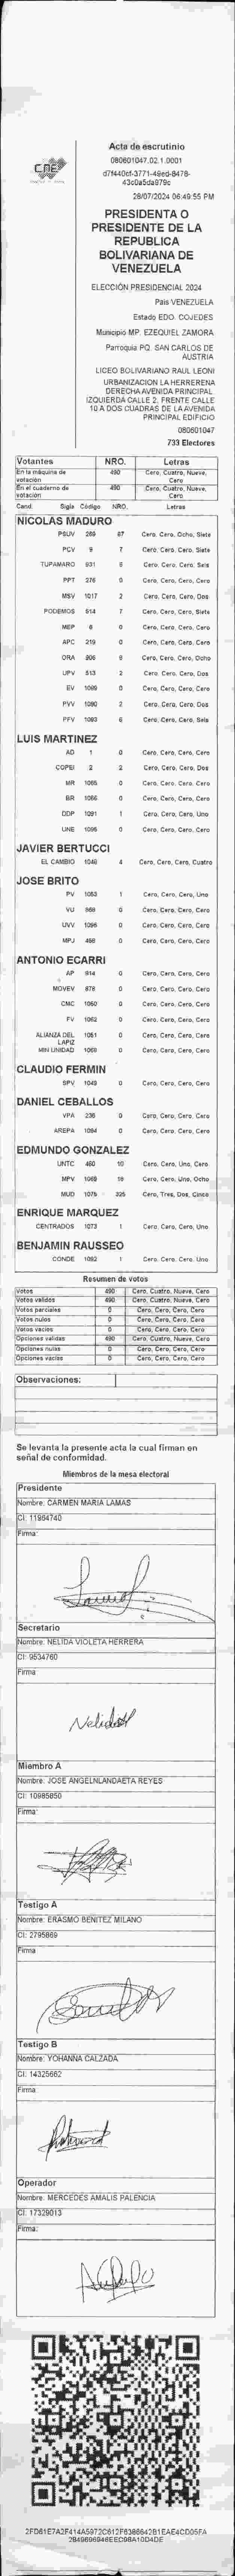 CNE
Acta de escrutinio
080601047.02.1.0001
d7f440cf-3771-49ed-8478-
43c0a5da979c
28/07/2024 06:49:55 PM
PRESIDENTA O
PRESIDENTE DE LA
REPUBLICA
BOLIVARIANA DE
VENEZUELA
ELECCIÓN PRESIDENCIAL 2024
Pais VENEZUELA
Estado EDO. COJEDES
Municipio MP. EZEQUIEL ZAMORA
Parroquia PQ. SAN CARLOS DE
AUSTRIA
LICEO BOLIVARIANO RAUL LEONI
URBANIZACION LA HERRERENA
DERECHA AVENIDA PRINCIPAL.
IZQUIERDA CALLE 2. FRENTE CALLE
10 A DOS CUADRAS DE LA AVENIDA
PRINCIPAL EDIFICIO
080601047
733 Electores
Votantes NRO. Letras
En la máquina de votación 490 Cero, Cuatro, Nueve, Cero
En el cuaderno de votación 490 Cero, Cuatro, Nueve, Cero
Cand. Sigla Código NRO. Letras
NICOLAS MADURO
PSUV 289 87 Cero, Cero, Ocho, Siete
PCV 9 7 Cero, Cero, Cero, Siete
TUPAMARO 931 6 Cero, Cero, Cero, Seis
PPT 276 0 Cero, Cero, Cero, Cero
MSV 1017 2 Cero, Cero, Cero, Dos
PODEMOS 514 7 Cero, Cero, Cero, Siete
MEP 6 0 Cero, Cero, Cero, Cero
APC 219 0 Cero, Cero, Cero, Cero
ORA 906 8 Cero, Cero, Cero, Ocho
UPV 513 2 Cero, Cero, Cero, Dos
EV 1099 0 Cero, Cero, Cero, Cero
PVV 1090 2 Cero, Cero, Cero, Dos
PFV 1093 6 Cero, Cero, Cero, Seis
LUIS MARTINEZ
AD 1 0 Cero, Cero, Cero, Cero
COPEI 2 2 Cero, Cero, Cero, Dos
MR 1065 0 Cero, Cero, Cero, Cero
BR 1056 0 Cero, Cero, Cero, Cero
DDP 1091 1 Cero, Cero, Cero, Uno
UNE 1095 0 Cero, Cero, Cero, Cero
JAVIER BERTUCCI
EL CAMBIO 1048 4 Cero, Cero, Cero, Cuatro
JOSE BRITO
PV 1053 1 Cero, Cero, Cero, Uno
VU 968 0 Cero, Cero, Cero, Cero
UVV 1096 0 Cero, Cero, Cero, Cero
MPJ 488 0 Cero, Cero, Cero, Cero
ANTONIO ECARRI
AP 914 0 Cero, Cero, Cero, Cero
MOVEV 878 0 Cero, Cero, Cero, Cero
CMC 1050 0 Cero, Cero, Cero, Cero
FV 1062 0 Cero, Cero, Cero, Cero
ALIANZA DEL LAPIZ 1051 0 Cero, Cero, Cero, Cero
MIN UNIDAD 1069 0 Cero, Cero, Cero, Cero
CLAUDIO FERMIN
SPV 1049 0 Cero, Cero, Cero, Cero
DANIEL CEBALLOS
VPA 236 0 Cero, Cero, Cero, Cero
AREPA 1094 0 Cero, Cero, Cero, Cero
EDMUNDO GONZALEZ
UNTC 460 10 Cero, Cero, Uno, Cero
MPV 1069 18 Cero, Cero, Uno, Ocho
MUD 1075 325 Cero, Tres, Dos, Cinco
ENRIQUE MARQUEZ
CENTRADOS 1073 1 Cero, Cero, Cero, Uno
BENJAMIN RAUSSEO
CONDE 1082 1 Cero, Cero, Cero, Uno
Resumen de votos
Votos 490 Cero, Cuatro, Nueve, Cero
Votos validos 490 Cero, Cuatro, Nueve, Cero
Votos parciales 0 Cero, Cero, Cero, Cero
Votos nulos 0 Cero, Cero, Cero, Cero
Votos vacios 0 Cero, Cero, Cero, Cero
Opciones validas 490 Cero, Cuatro, Nueve, Cero
Opciones nulas 0 Cero, Cero, Cero, Cero
Opciones vacias 0 Cero, Cero, Cero, Cero
Observaciones:
Se levanta la presente acta la cual firman en
señal de conformidad.
Miembros de la mesa electoral
Presidente
Nombre: CARMEN MARIA LAMAS
CI: 11964740
Firma:
Secretario
Nombre: NELIDA VIOLETA HERRERA
CI: 9534760
Firma:
Miembro A
Nombre: JOSE ANGELNLANDAETA REYES
CI: 10985850
Firma:
Testigo A
Nombre: ERASMO BENITEZ MILANO
CI: 2795869
Firma
Testigo B
Nombre: YOHANNA CALZADA
CI: 14325662
Firma:
Operador
Nombre: MERCEDES AMALIS PALENCIA
CI: 17329013
Firma: